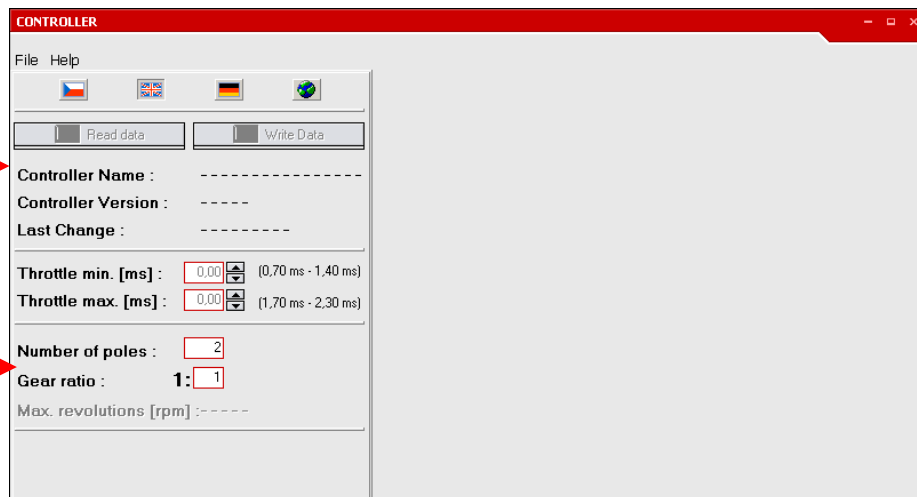 CONTROLLER
File Help
Read data Write Data
Controller Name : - - - - - - - - - - - - - - - -
Controller Version : - - - - -
Last Change : - - - - - - - - -
Throttle min. [ms] : 0,00 (0,70 ms - 1,40 ms)
Throttle max. [ms] : 0,00 (1,70 ms - 2,30 ms)
Number of poles : 2
Gear ratio : 1: 1
Max. revolutions [rpm] :- - - - -